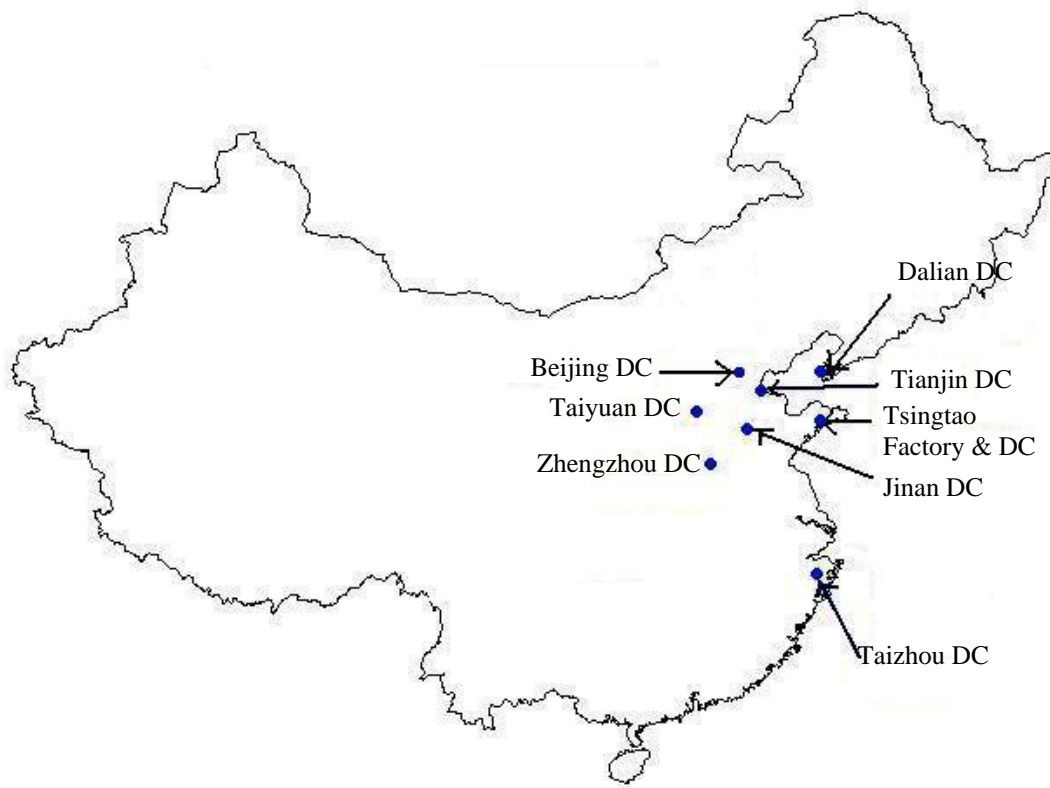 Dalian DC
Beijing DC
Tianjin DC
Taiyuan DC
Tsingtao
Factory & DC
Zhengzhou DC
Jinan DC
Taizhou DC